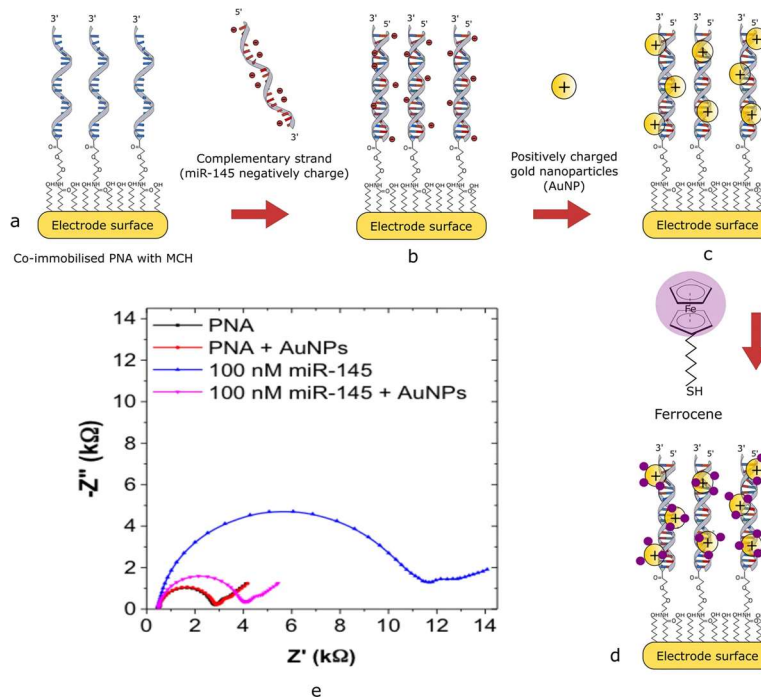 3'
3'
3'
5'
3'
Complementary strand
(miR-145 negatively charge)
3' 5'
3' 5'
3' 5'
+
Positively charged
gold nanoparticles
(AuNP)
3' 5'
3' 5'
3' 5'
Electrode surface
Electrode surface
Electrode surface
a
b
c
Co-immobilised PNA with MCH
Fe
SH
Ferrocene
3' 5'
3' 5'
3' 5'
Electrode surface
d
14
12
10
8
6
4
2
0
-Z" (kΩ)
PNA
PNA + AuNPs
100 nM miR-145
100 nM miR-145 + AuNPs
0 2 4 6 8 10 12 14
Z' (kΩ)
e